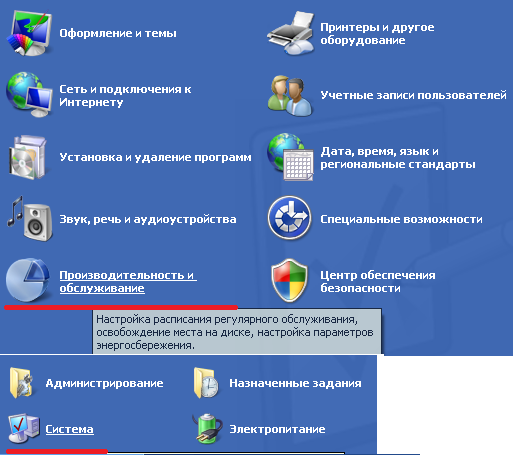 Оформление и темы
Принтеры и другое
оборудование
Сеть и подключения к
Интернету
Учетные записи пользователей
Установка и удаление программ
Дата, время, язык и
региональные стандарты
Звук, речь и аудиоустройства
Специальные возможности
Производительность и
обслуживание
Центр обеспечения
безопасности
Настройка расписания регулярного обслуживания,
освобождение места на диске, настройка параметров
энергосбережения.
Администрирование
Назначенные задания
Система
Электропитание